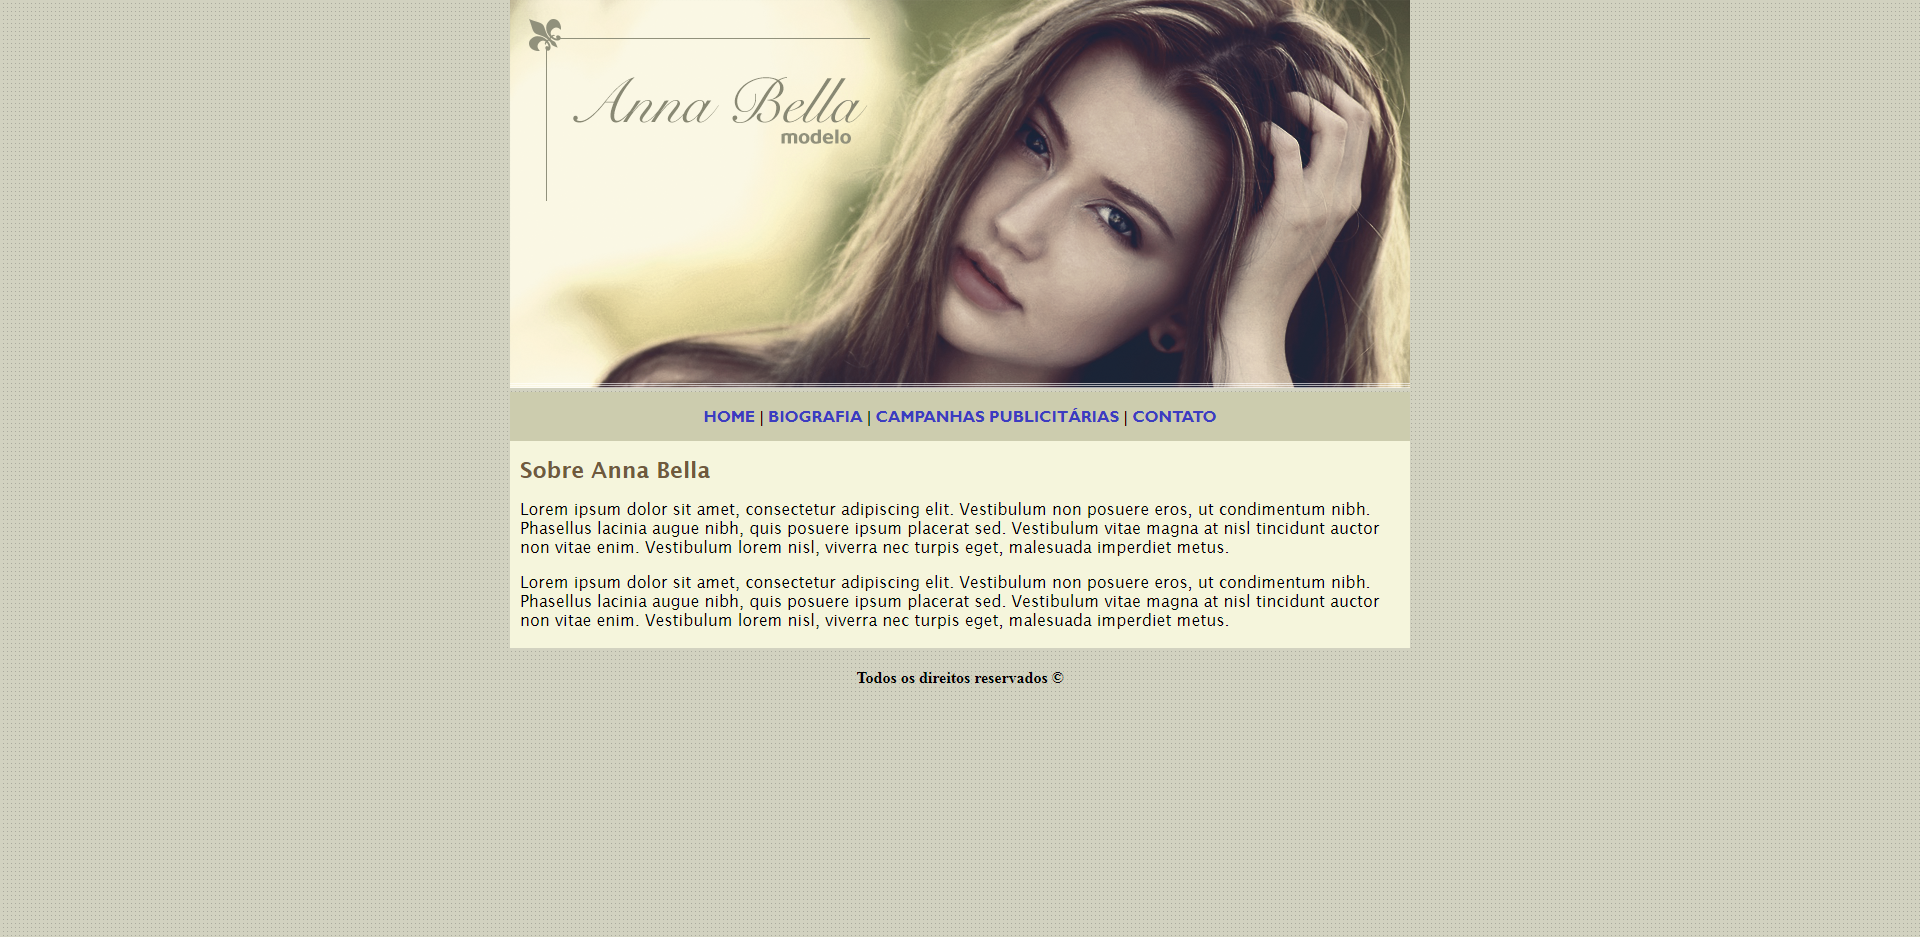 Anna Bella
modelo
HOME | BIOGRAFIA | CAMPANHAS PUBLICITÁRIAS | CONTATO
Sobre Anna Bella
Lorem ipsum dolor sit amet, consectetur adipiscing elit. Vestibulum non posuere eros, ut condimentum nibh.
Phasellus lacinia augue nibh, quis posuere ipsum placerat sed. Vestibulum vitae magna at nisl tincidunt auctor
non vitae enim. Vestibulum lorem nisl, viverra nec turpis eget, malesuada imperdiet metus.
Lorem ipsum dolor sit amet, consectetur adipiscing elit. Vestibulum non posuere eros, ut condimentum nibh.
Phasellus lacinia augue nibh, quis posuere ipsum placerat sed. Vestibulum vitae magna at nisl tincidunt auctor
non vitae enim. Vestibulum lorem nisl, viverra nec turpis eget, malesuada imperdiet metus.
Todos os direitos reservados ©